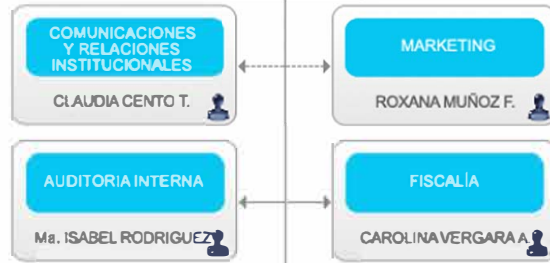 COMUNICACIONES
Y RELACIONES
INSTITUCIONALES
CLAUDIA CENTO T.
MARKETING
ROXANA MUÑOZ F.
AUDITORIA INTERNA
Ma. ISABEL RODRIGUEZ
FISCALÍA
CAROLINA VERGARA A.